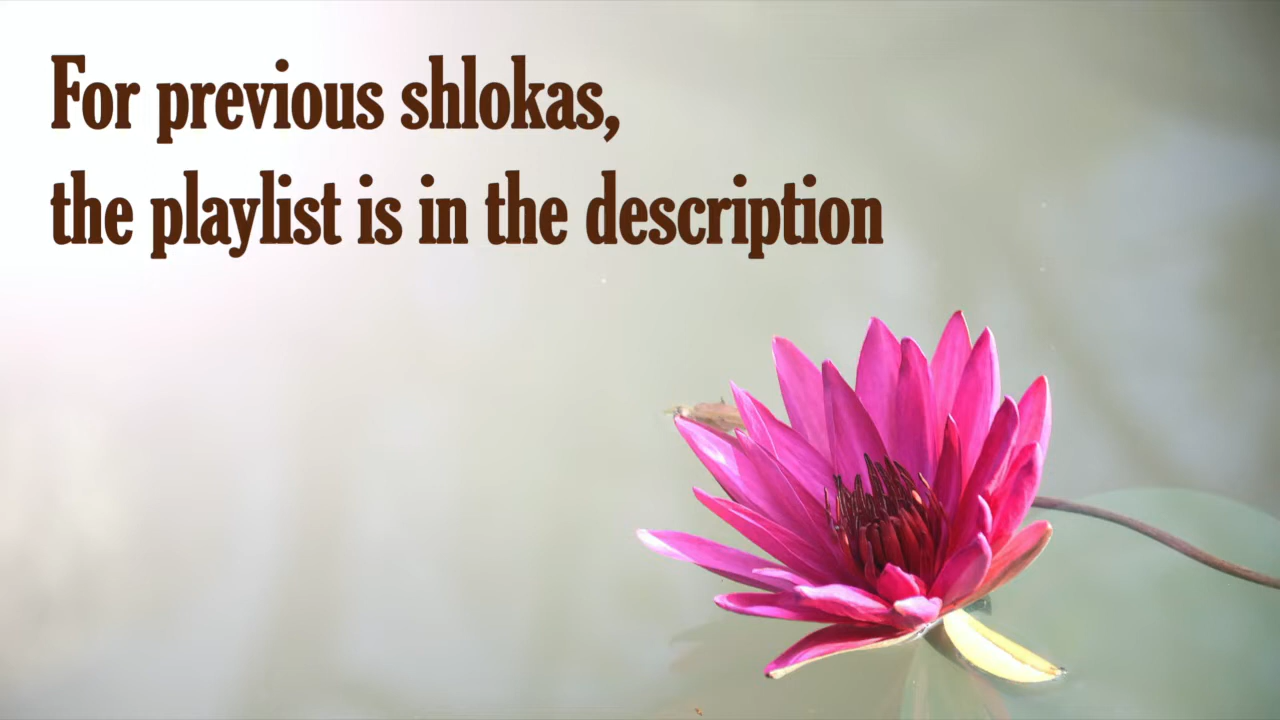 For previous shlokas,
the playlist is in the description